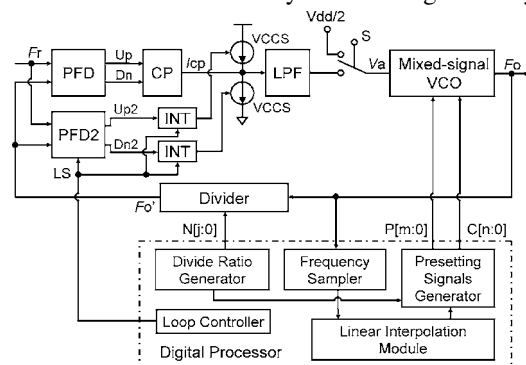 Vdd/2
S
Fr
PFD
Up
Dn
CP
Icp
VCCS
LPF
Va
Mixed-signal
VCO
Fo
PFD2
Up2
INT
Dn2
INT
VCCS
LS
Fo'
Divider
N[j:0]
P[m:0]
C[n:0]
Divide Ratio
Generator
Frequency
Sampler
Presetting
Signals
Generator
Loop Controller
Linear Interpolation
Module
Digital Processor